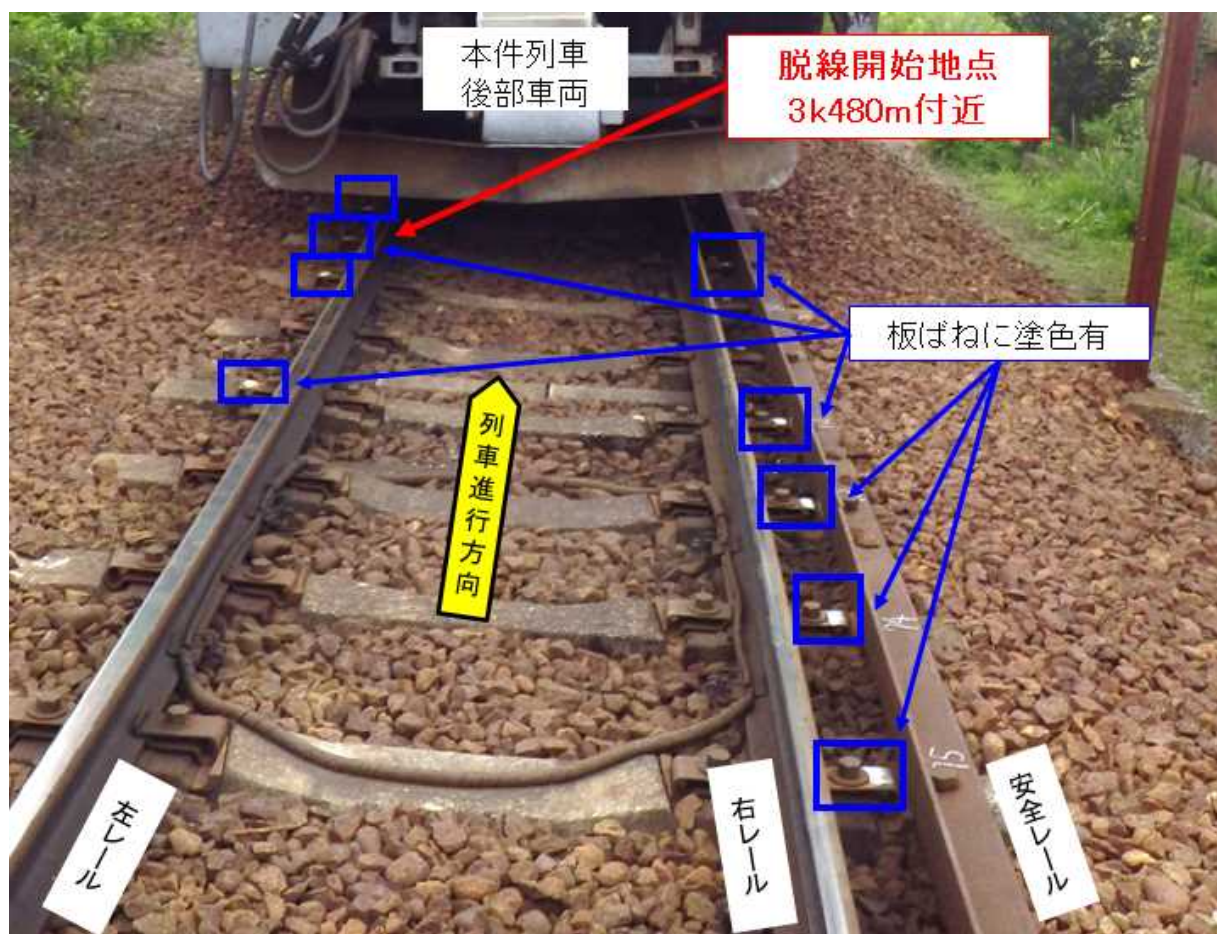 本件列車
後部車両
脱線開始地点
3k480m付近
板ばねに塗色有
列車進行方向
左レール
右レール
安全レール
5